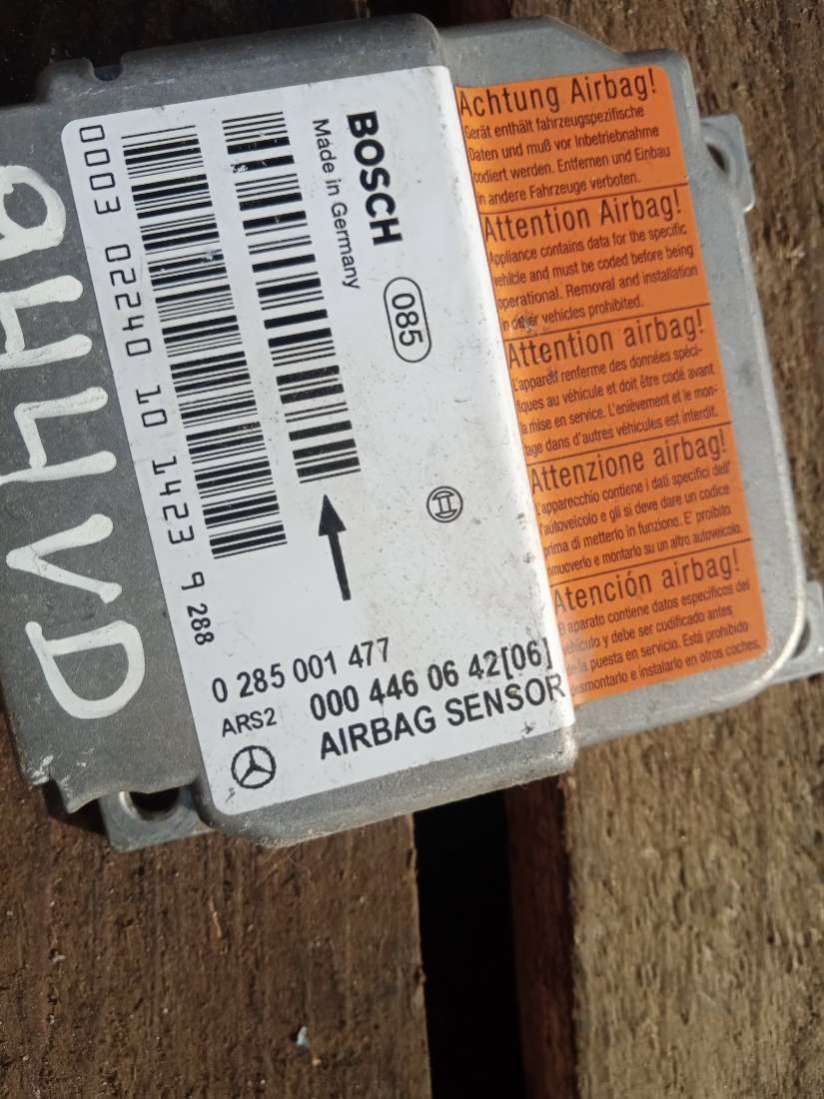 944VD
0003 02240 10 1423 9 288
BOSCH
Made in Germany
085
0 285 001 477
ARS2
000 446 06 42[06]
AIRBAG SENSOR
Achtung Airbag!
Gerät enthält fahrzeugspezifische
Daten und muß vor Inbetriebnahme
codiert werden. Entfernen und Einbau
in andere Fahrzeuge verboten.
Attention Airbag!
Appliance contains data for the specific
vehicle and must be coded before being
operational. Removal and installation
in other vehicles prohibited.
Attention airbag!
L'appareil renferme des données spéci-
fiques au véhicule et doit être codé avant
la mise en service. L'enièvement et le mon-
tage dans d'autres véhicules est interdit.
Attenzione airbag!
L'apparecchio contiene i dati specifici dell'
autoveicolo e gli si deve dare un codice
prima di metterlo in funzione. E' proibito
rimuoverlo e montarlo su un altro autoveicolo.
Atención airbag!
El aparato contiene datos específicos del
vehículo y debe ser cudificado antes
de la puesta en servicio. Está prohibido
desmontarlo e instalarlo en otros coches.